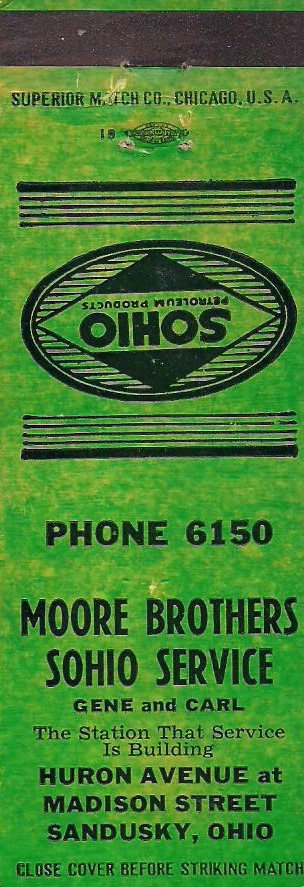 SUPERIOR MATCH CO., CHICAGO, U.S.A.
19
SOHIO
PETROLEUM PRODUCTS
PHONE 6150
MOORE BROTHERS
SOHIO SERVICE
GENE and CARL
The Station That Service
Is Building
HURON AVENUE at
MADISON STREET
SANDUSKY, OHIO
CLOSE COVER BEFORE STRIKING MATCH